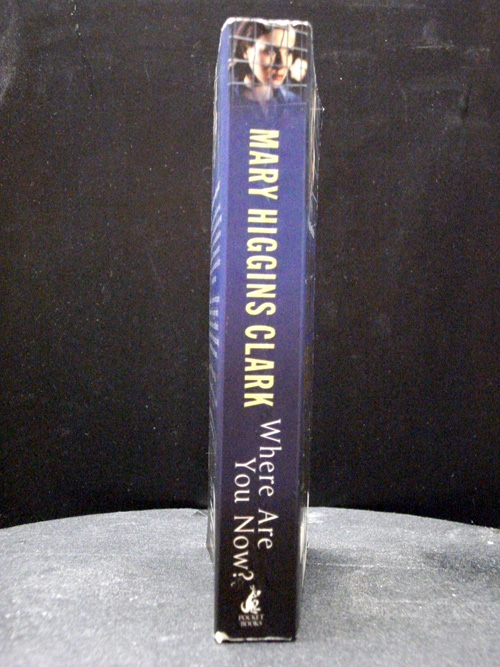 MARY HIGGINS CLARK
Where Are
You Now?
POCKET
BOOKS